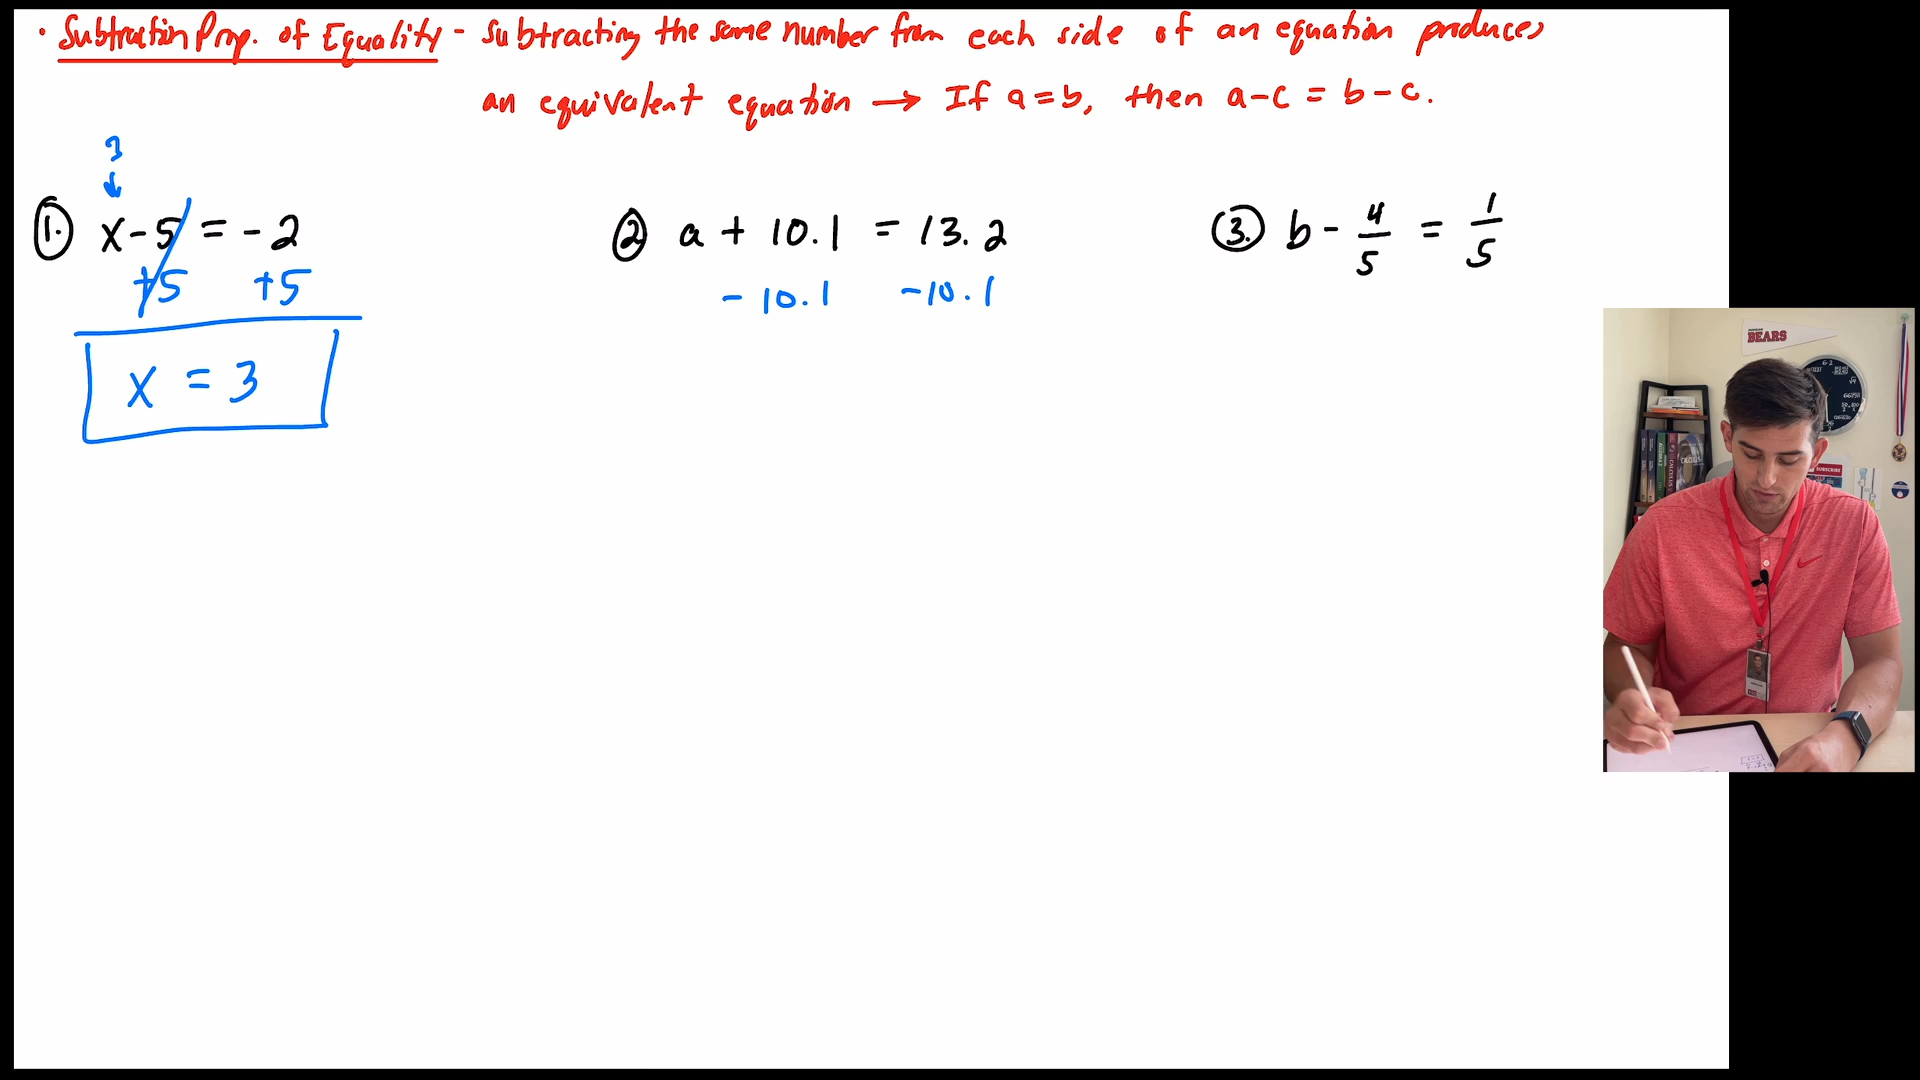 • Subtraction Prop. of Equality - subtracting the same number from each side of an equation produces
an equivalent equation → If a=b, then a-c = b-c.
3
↓
1. x-5 = -2
+5 +5
x = 3
2 a + 10.1 = 13.2
- 10.1 -10.1
3. b - 4/5 = 1/5
BEARS
SUBSCRIBE
CALCULUS